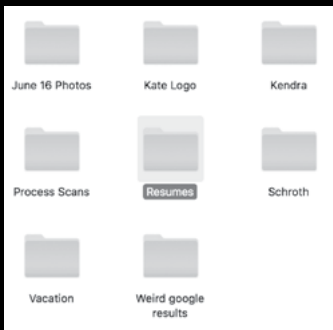 June 16 Photos
Kate Logo
Kendra
Process Scans
Resumes
Schroth
Vacation
Weird google
results